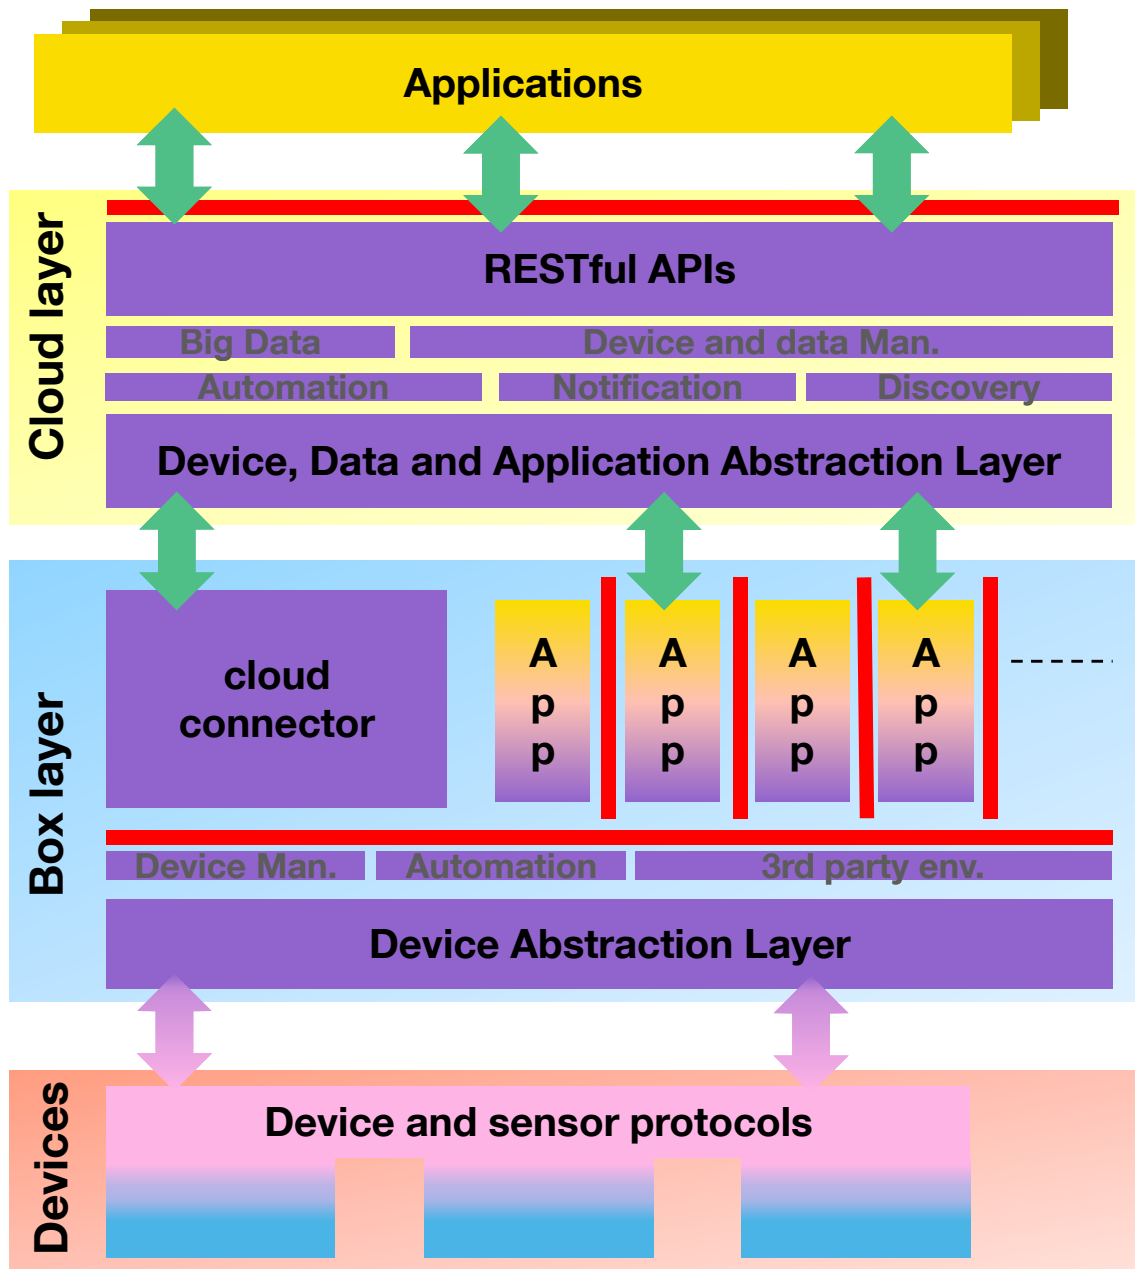 Applications
Cloud layer
RESTful APIs
Big Data
Device and data Man.
Automation
Notification
Discovery
Device, Data and Application Abstraction Layer
Box layer
cloud
connector
A
p
p
A
p
p
A
p
p
A
p
p
Device Man.
Automation
3rd party env.
Device Abstraction Layer
Devices
Device and sensor protocols